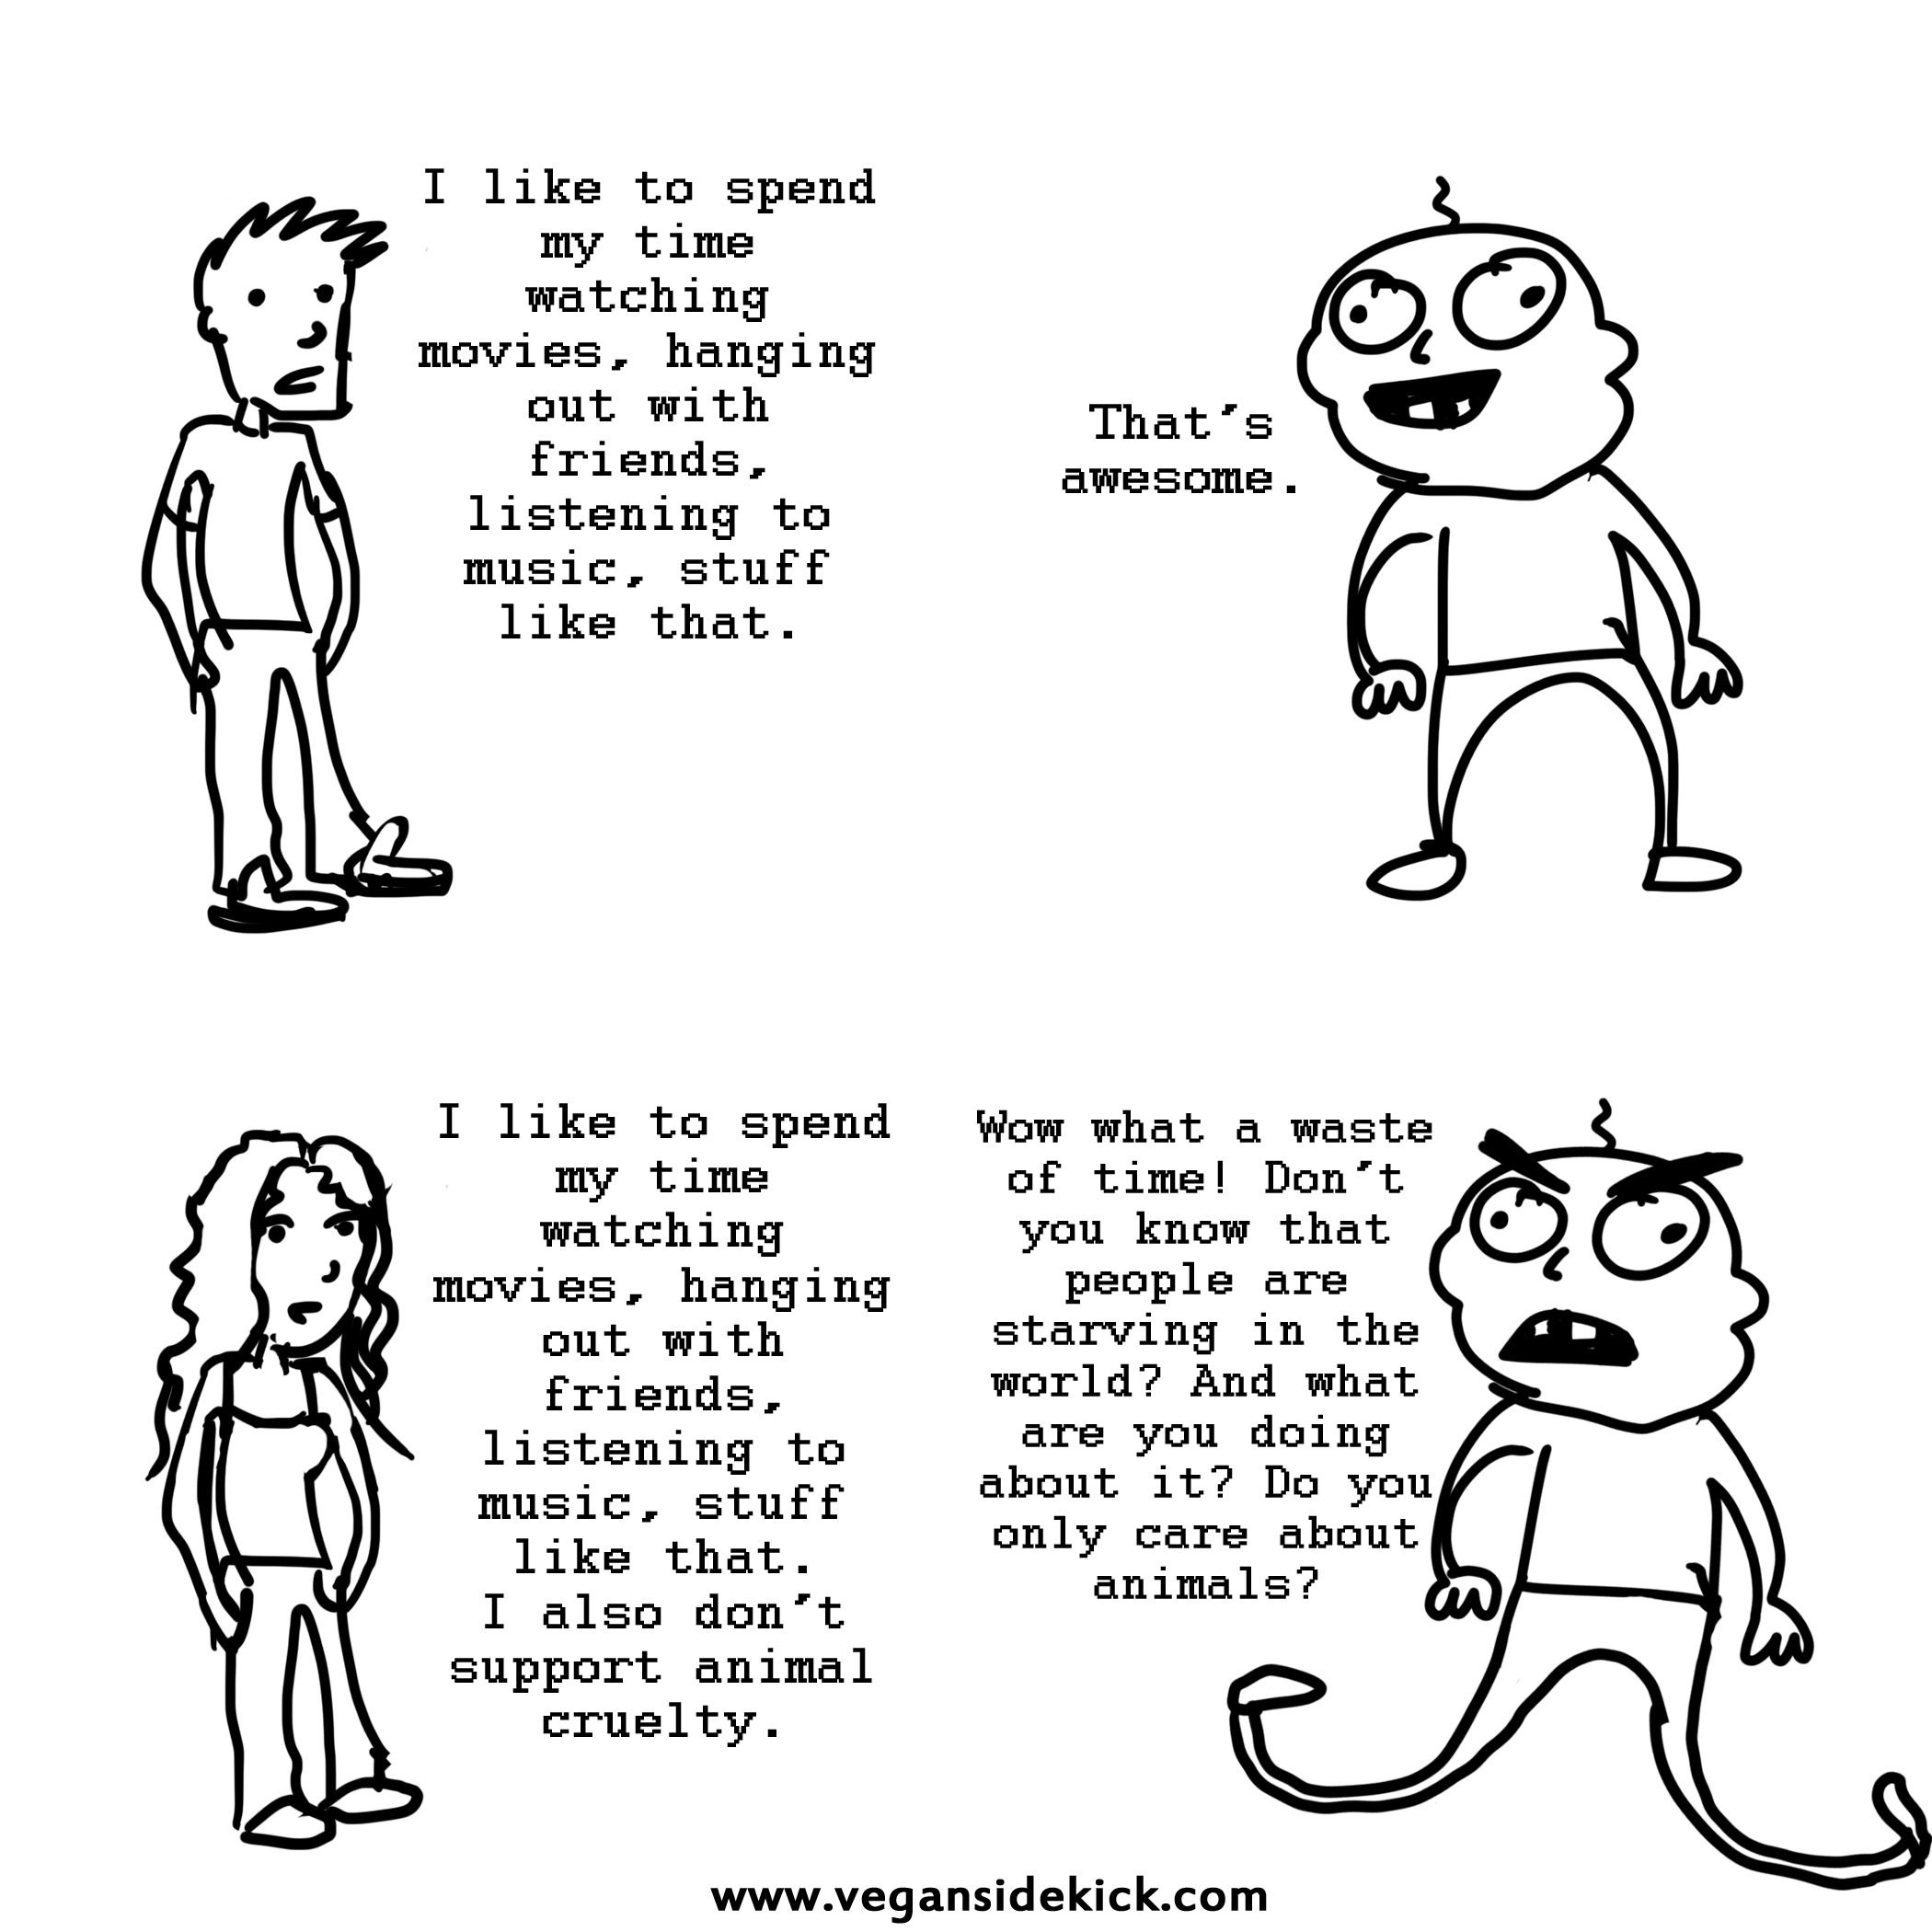 I like to spend
my time
watching
movies, hanging
out with
friends,
listening to
music, stuff
like that.
That's
awesome.
I like to spend
my time
watching
movies, hanging
out with
friends,
listening to
music, stuff
like that.
I also don't
support animal
cruelty.
Wow what a waste
of time! Don't
you know that
people are
starving in the
world? And what
are you doing
about it? Do you
only care about
animals?
www.vegansidekick.com